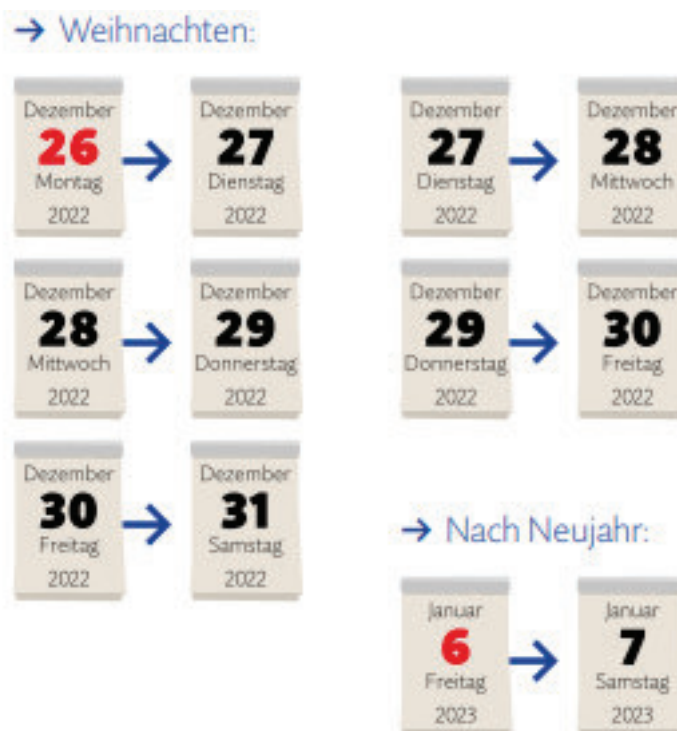 → Weihnachten:
Dezember
26
Montag
2022
→
Dezember
27
Dienstag
2022
Dezember
27
Dienstag
2022
→
Dezember
28
Mittwoch
2022
Dezember
28
Mittwoch
2022
→
Dezember
29
Donnerstag
2022
Dezember
29
Donnerstag
2022
→
Dezember
30
Freitag
2022
Dezember
30
Freitag
2022
→
Dezember
31
Samstag
2022
→ Nach Neujahr:
Januar
6
Freitag
2023
→
Januar
7
Samstag
2023